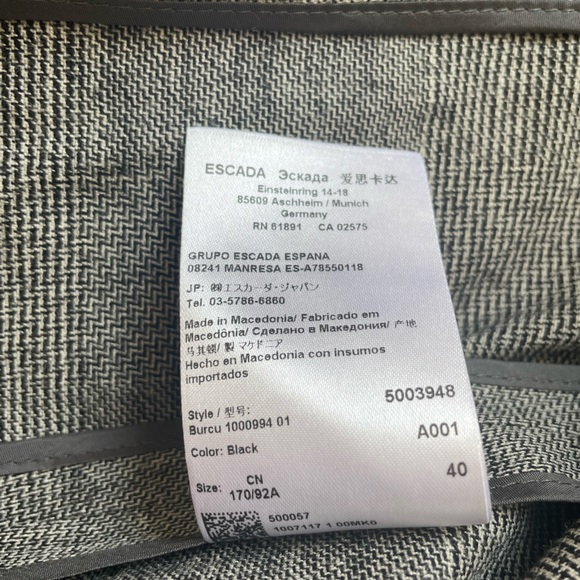 ESCADA Эскада 爱思卡达
Einsteinring 14-18
85609 Aschheim / Munich
Germany
RN 61891 CA 02575
GRUPO ESCADA ESPANA
08241 MANRESA ES-A78550118
JP: ㈱エスカーダ・ジャパン
Tel. 03-5786-6860
Made in Macedonia/ Fabricado em
Macedônia/ Сделано в Македония/ 产地
马其顿/ 製 マケドニア
Hecho en Macedonia con insumos
importados
5003948
Style / 型号:
Burcu 1000994 01
A001
Color: Black
40
Size: CN
170/92A
500057
1007117 1 00MK0